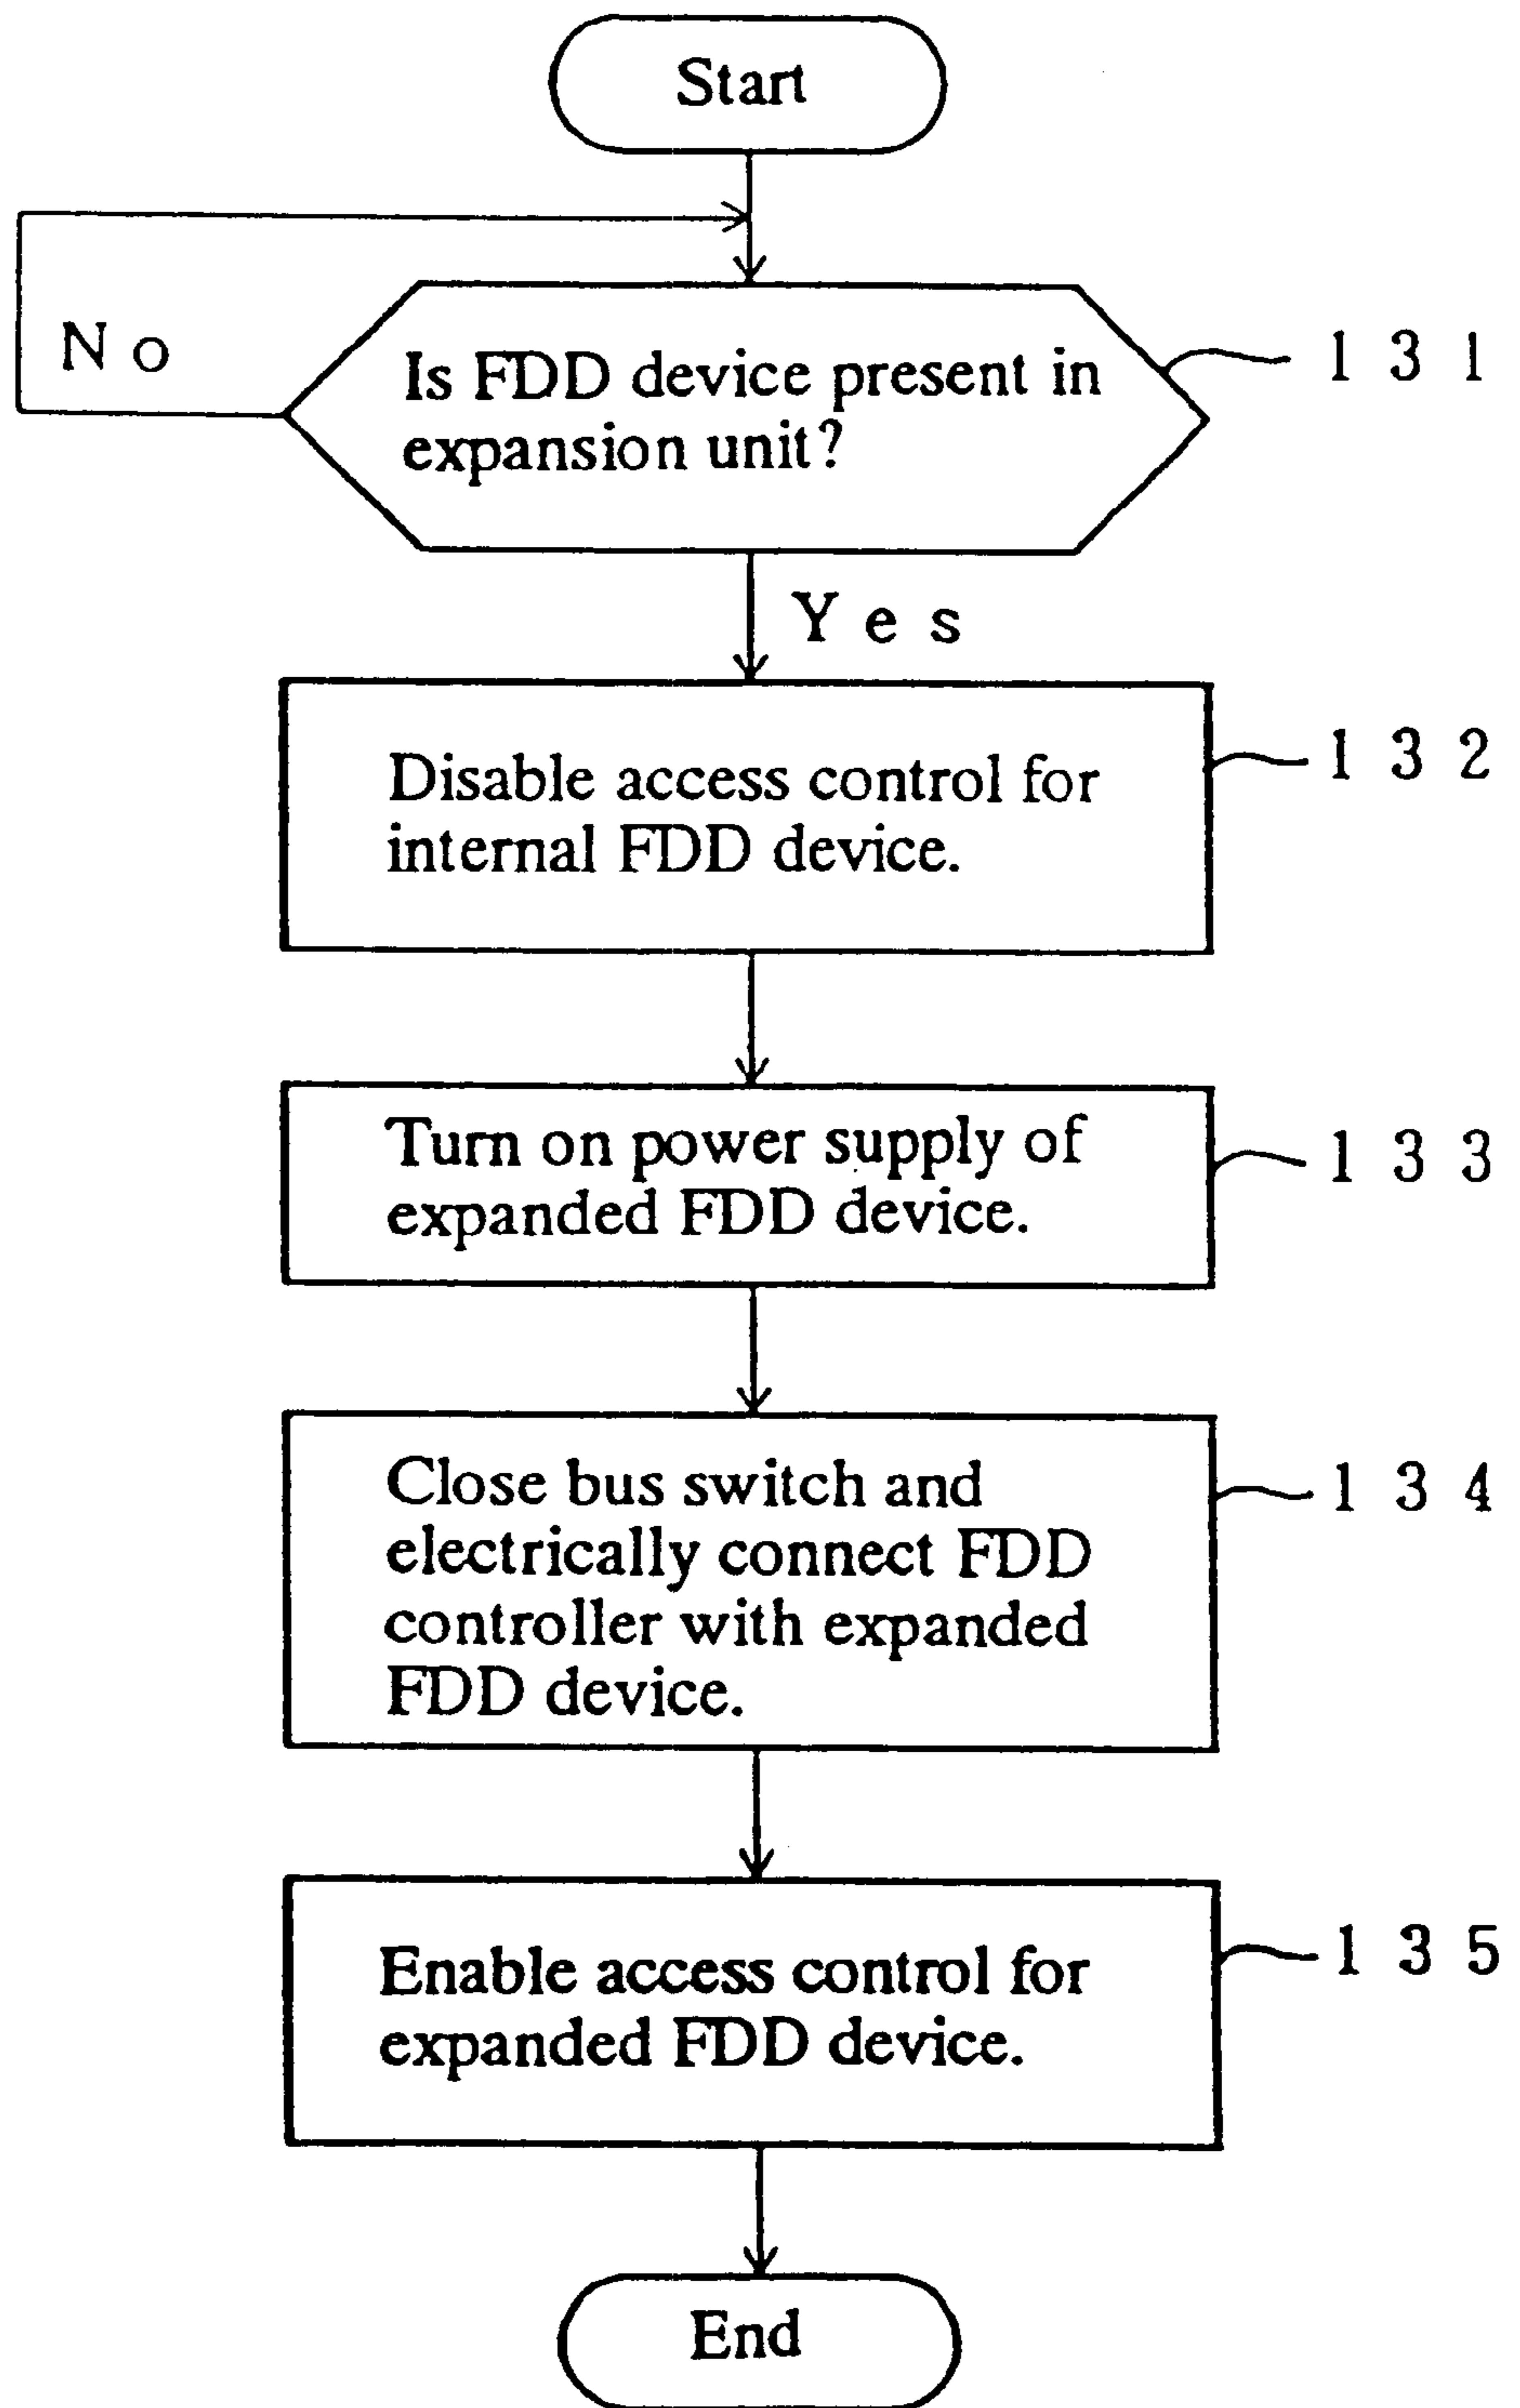 Start
No
Is FDD device present in
expansion unit?
131
Yes
Disable access control for
internal FDD device.
132
Turn on power supply of
expanded FDD device.
133
Close bus switch and
electrically connect FDD
controller with expanded
FDD device.
134
Enable access control for
expanded FDD device.
135
End